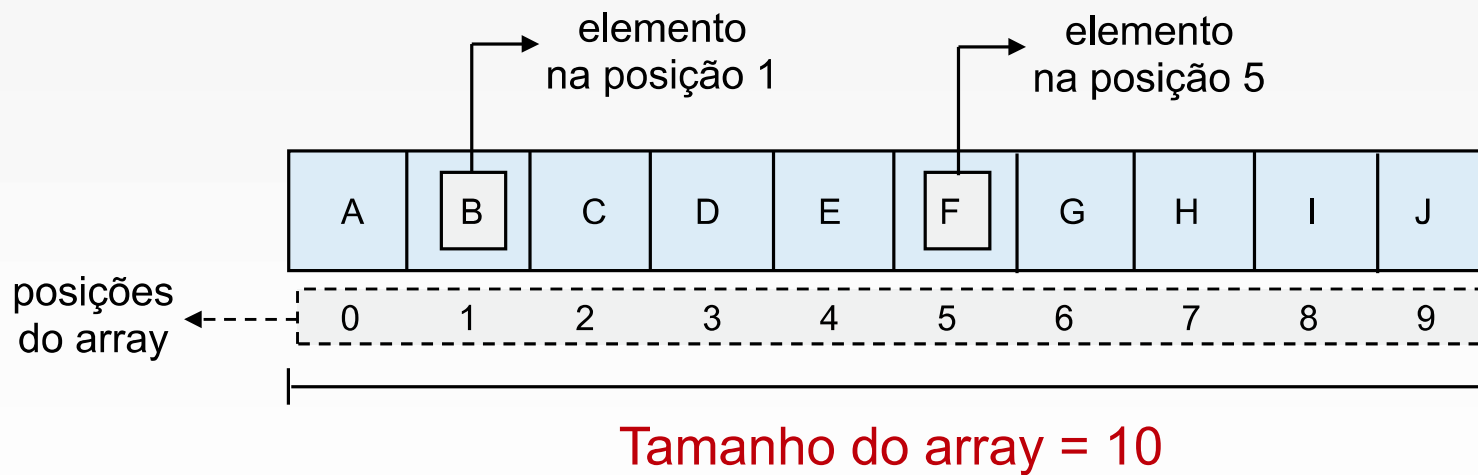 elemento
na posição 1
elemento
na posição 5
A B C D E F G H I J
posições
do array
0 1 2 3 4 5 6 7 8 9
Tamanho do array = 10